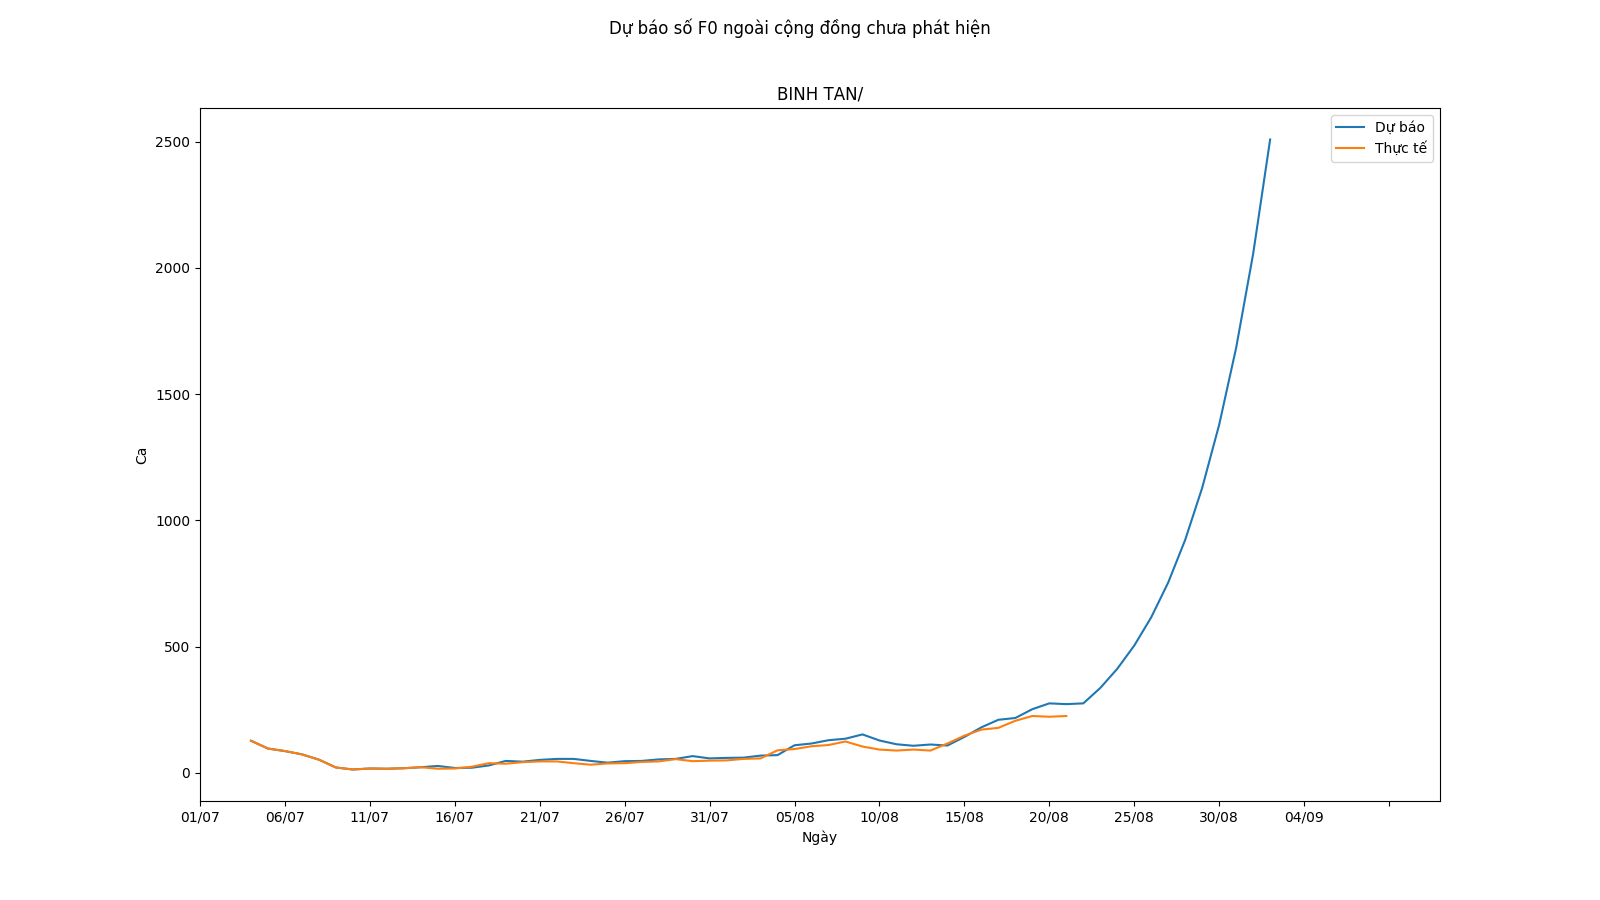 Dự báo số F0 ngoài cộng đồng chưa phát hiện
BINH TAN/
Dự báo
Thực tế
2500
2000
1500
1000
500
0
Ca
01/07 06/07 11/07 16/07 21/07 26/07 31/07 05/08 10/08 15/08 20/08 25/08 30/08 04/09
Ngày